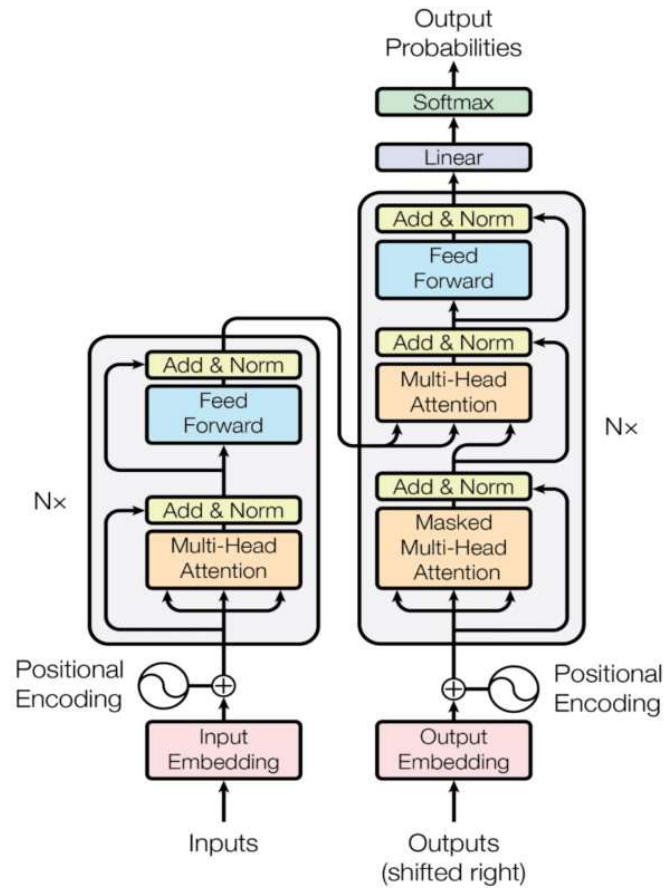 Output
Probabilities
Softmax
Linear
Add & Norm
Feed
Forward
Add & Norm
Multi-Head
Attention
Add & Norm
Masked
Multi-Head
Attention
Nx
Add & Norm
Feed
Forward
Add & Norm
Multi-Head
Attention
Nx
Positional
Encoding
Positional
Encoding
Input
Embedding
Output
Embedding
Inputs
Outputs
(shifted right)